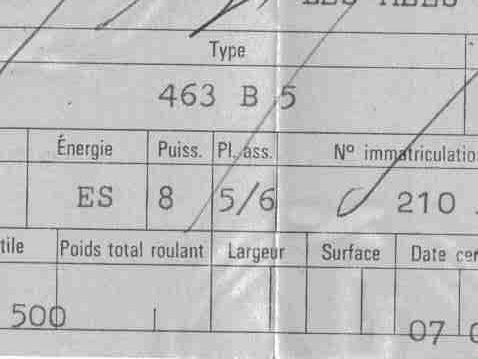 Type
463 B 5
Énergie Puiss. Pl. ass. N° immatriculatio
ES 8 5/6 210
tile Poids total roulant Largeur Surface Date cer
500
07